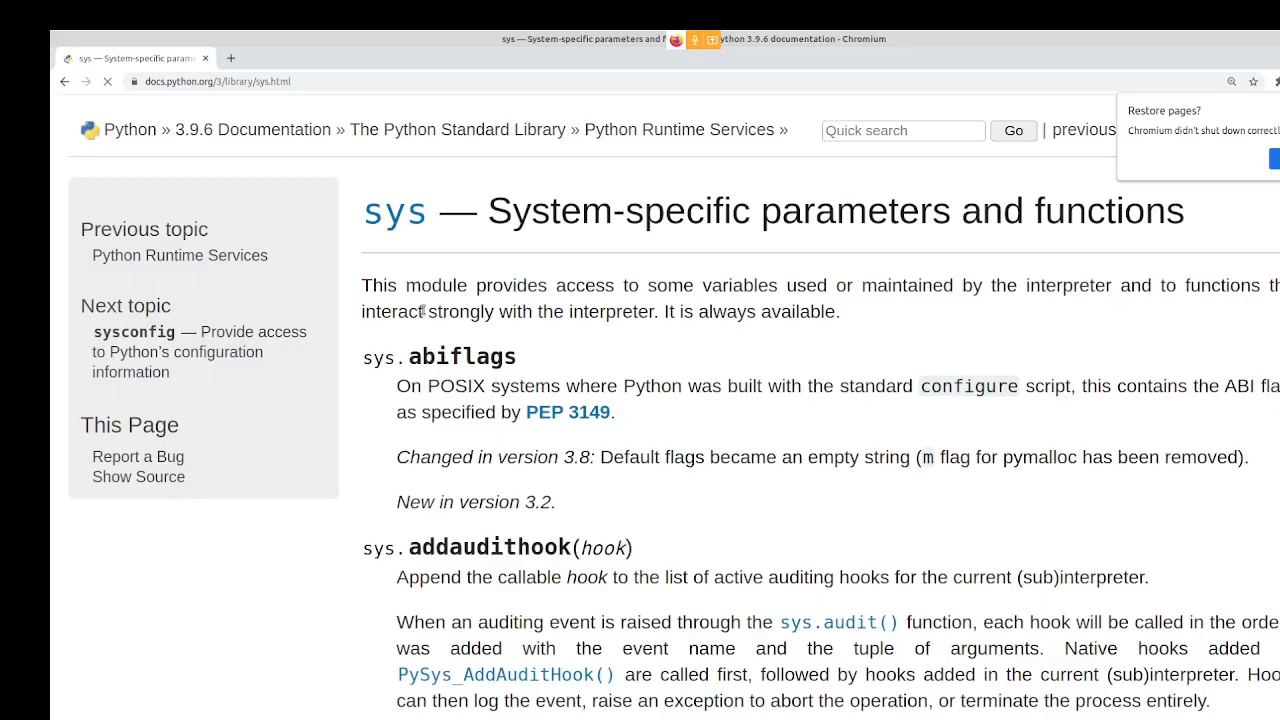 sys — System-specific parameters and f ython 3.9.6 documentation - Chromium
sys — System-specific param
docs.python.org/3/library/sys.html
Restore pages?
Chromium didn't shut down correctl
Python » 3.9.6 Documentation » The Python Standard Library » Python Runtime Services » Quick search Go | previous
Previous topic
Python Runtime Services
Next topic
sysconfig — Provide access
to Python's configuration
information
This Page
Report a Bug
Show Source
sys — System-specific parameters and functions
This module provides access to some variables used or maintained by the interpreter and to functions th
interact strongly with the interpreter. It is always available.
sys.abiflags
On POSIX systems where Python was built with the standard configure script, this contains the ABI fla
as specified by PEP 3149.
Changed in version 3.8: Default flags became an empty string (m flag for pymalloc has been removed).
New in version 3.2.
sys.addaudithook(hook)
Append the callable hook to the list of active auditing hooks for the current (sub)interpreter.
When an auditing event is raised through the sys.audit() function, each hook will be called in the orde
was added with the event name and the tuple of arguments. Native hooks added
PySys_AddAuditHook() are called first, followed by hooks added in the current (sub)interpreter. Hoo
can then log the event, raise an exception to abort the operation, or terminate the process entirely.